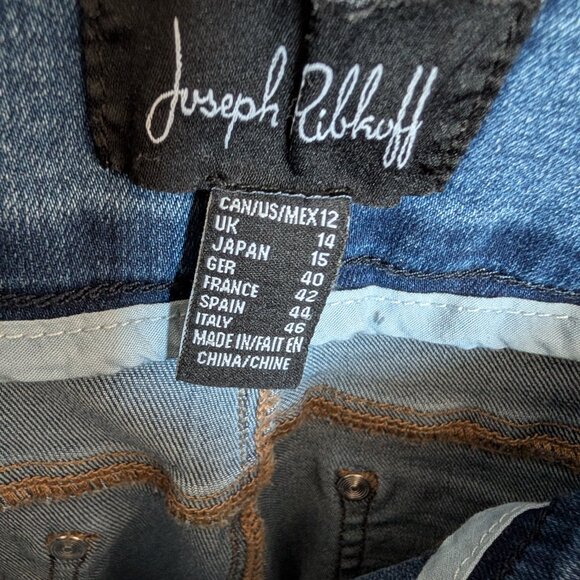 Joseph Ribkoff
CAN/US/MEX 12
UK 14
JAPAN 15
GER 40
FRANCE 42
SPAIN 44
ITALY 46
MADE IN/FAIT EN
CHINA/CHINE